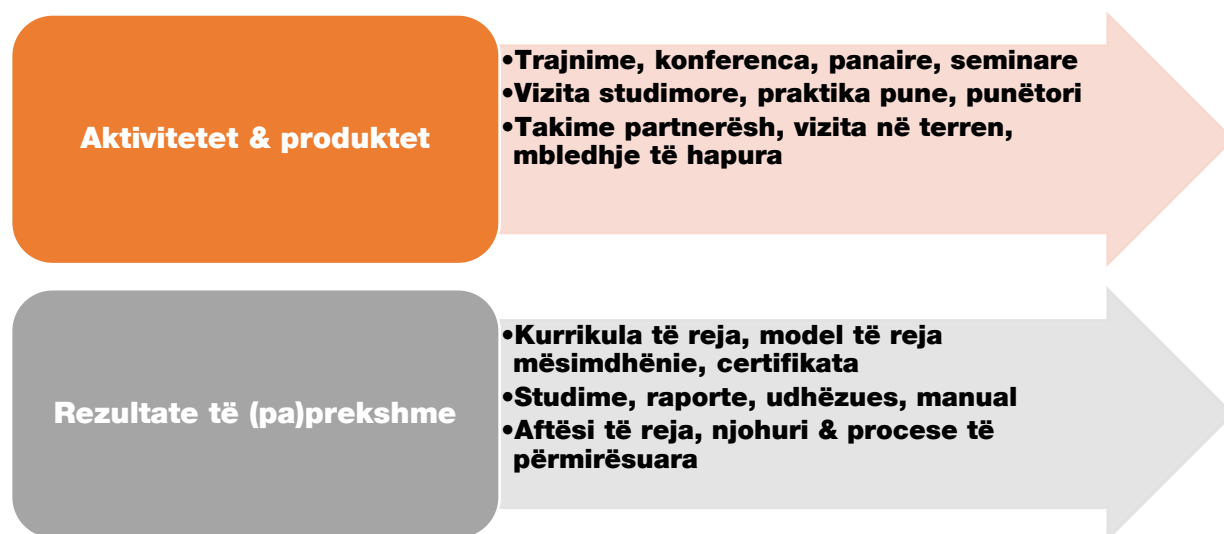 Aktivitetet & produktet
•Trajnime, konferenca, panaire, seminare
•Vizita studimore, praktika pune, punëtori
•Takime partnerësh, vizita në terren,
mbledhje të hapura
Rezultate të (pa)prekshme
•Kurrikula të reja, model të reja
mësimdhënie, certifikata
•Studime, raporte, udhëzues, manual
•Aftësi të reja, njohuri & procese të
përmirësuara